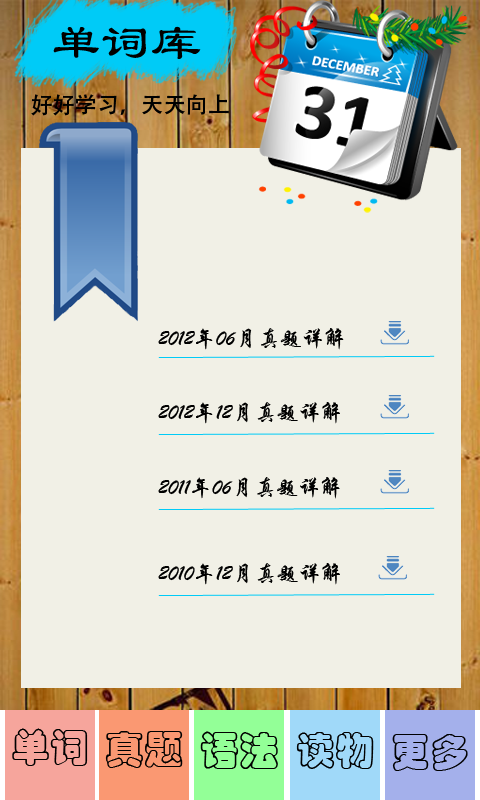 单词库
好好学习，天天向上
DECEMBER
31
2012年06月真题详解
2012年12月真题详解
2011年06月真题详解
2010年12月真题详解
单词 真题 语法 读物 更多